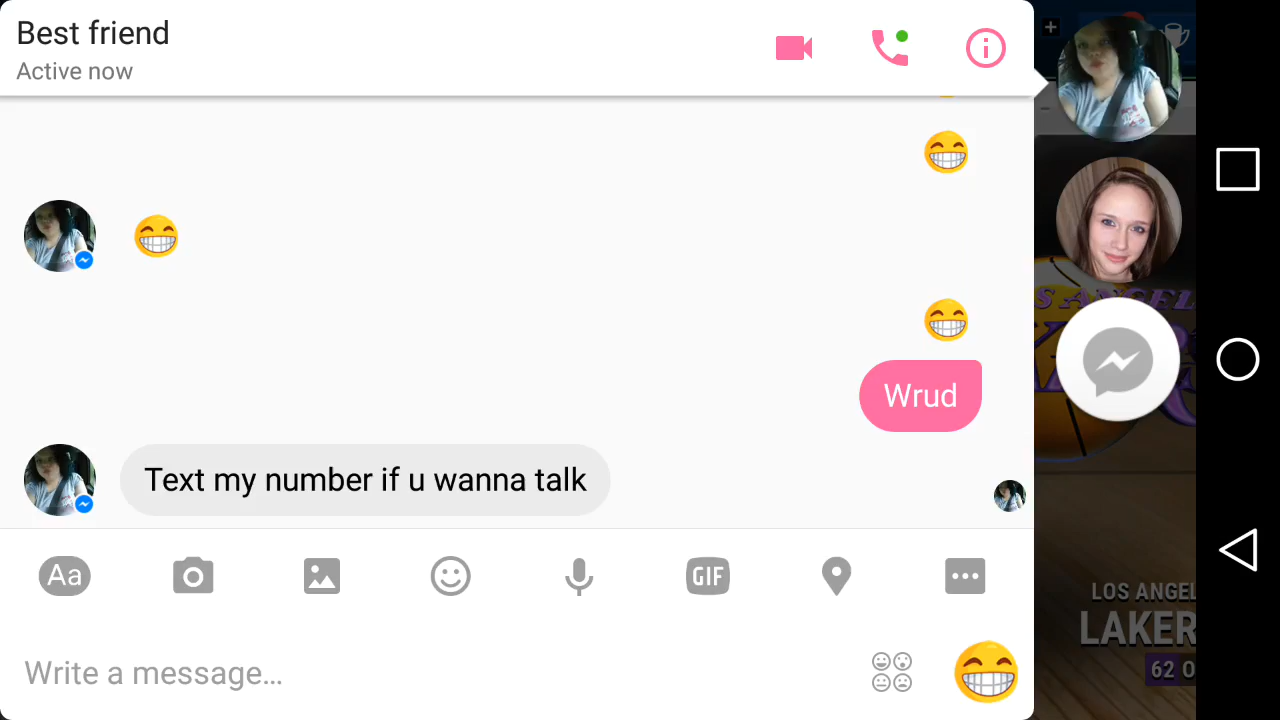 Best friend
Active now
Wrud
Text my number if u wanna talk
Aa
GIF
Write a message...
S ANGEL
LOS ANGEL
LAKER
62 O